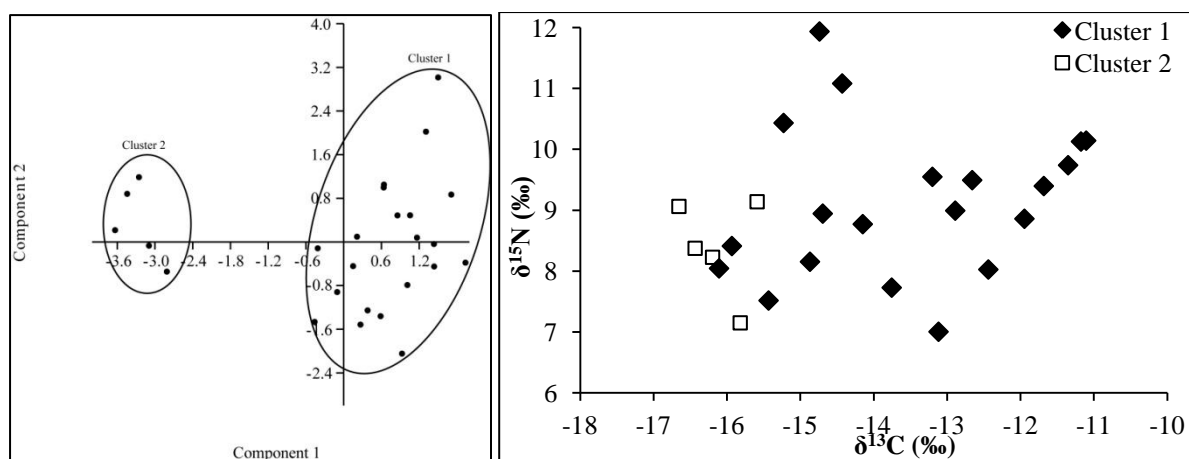 4.0
Cluster 1
3.2
2.4
Cluster 2
1.6
0.8
Component 2
-3.6 -3.0 -2.4 -1.8 -1.2 -0.6 0.6 1.2
-0.8
-1.6
-2.4
Component 1
12
11
10
9
8
7
6
δ15N (‰)
Cluster 1
Cluster 2
-18 -17 -16 -15 -14 -13 -12 -11 -10
δ13C (‰)